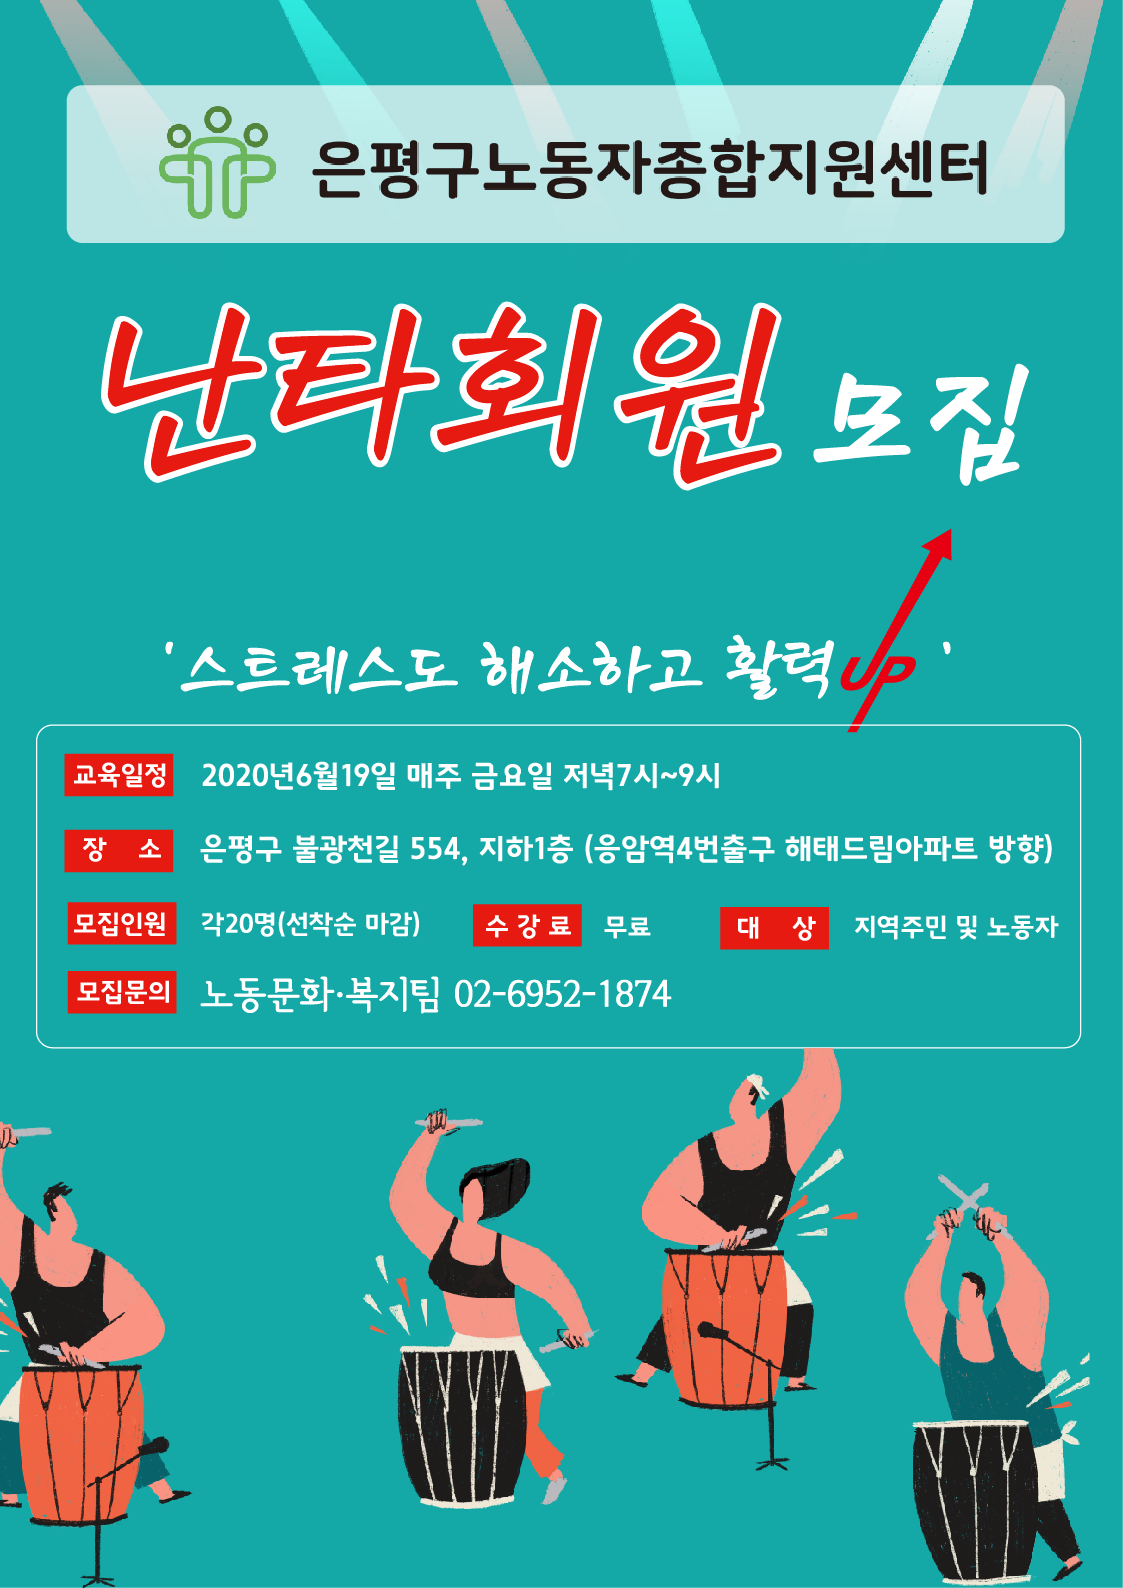 은평구노동자종합지원센터
난타회원 모집
'스트레스도 해소하고 활력UP'
교육일정 2020년6월19일 매주 금요일 저녁7시~9시
장 소 은평구 불광천길 554, 지하1층 (응암역4번출구 해태드림아파트 방향)
모집인원 각20명(선착순 마감) 수 강 료 무료 대 상 지역주민 및 노동자
모집문의 노동문화·복지팀 02-6952-1874